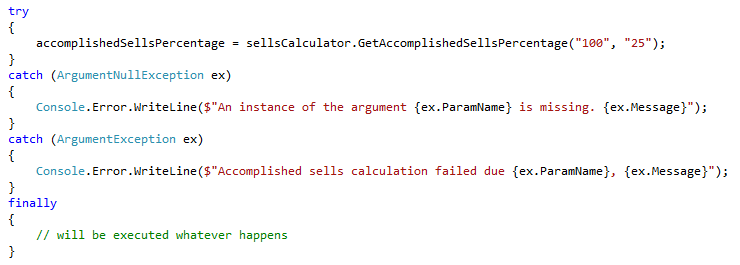 try
{
    accomplishedSellsPercentage = sellsCalculator.GetAccomplishedSellsPercentage("100", "25");
}
catch (ArgumentNullException ex)
{
    Console.Error.WriteLine($"An instance of the argument {ex.ParamName} is missing. {ex.Message}");
}
catch (ArgumentException ex)
{
    Console.Error.WriteLine($"Accomplished sells calculation failed due {ex.ParamName}, {ex.Message}");
}
finally
{
    // will be executed whatever happens
}